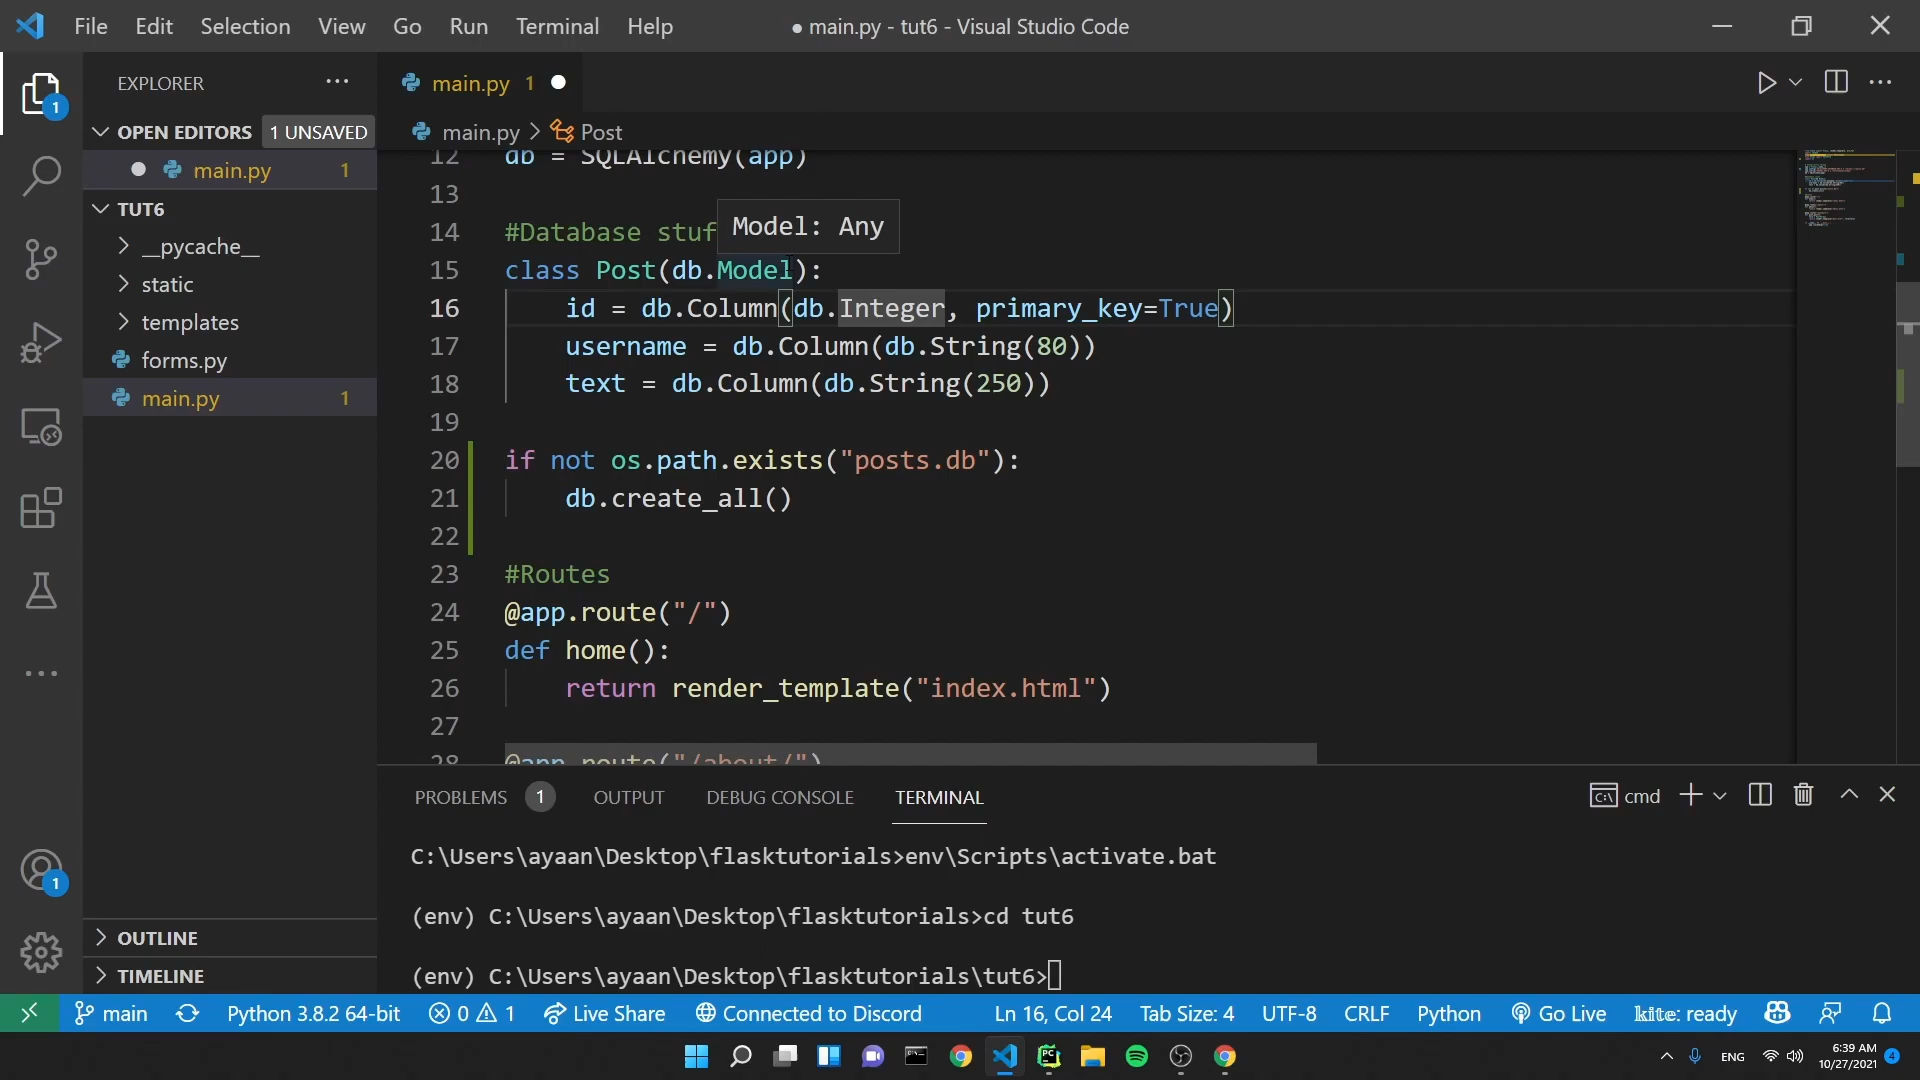 File Edit Selection View Go Run Terminal Help
● main.py - tut6 - Visual Studio Code
EXPLORER
main.py 1
1
OPEN EDITORS 1 UNSAVED
main.py > Post
main.py 1
TUT6
__pycache__
static
templates
forms.py
main.py 1
OUTLINE
TIMELINE
1
12 db = SQLAlchemy(app)
13
14 #Database stuf
Model: Any
15 class Post(db.Model):
16 id = db.Column(db.Integer, primary_key=True)
17 username = db.Column(db.String(80))
18 text = db.Column(db.String(250))
19
20 if not os.path.exists("posts.db"):
21 db.create_all()
22
23 #Routes
24 @app.route("/")
25 def home():
26 return render_template("index.html")
27
28 @app.route("/about/")
PROBLEMS 1 OUTPUT DEBUG CONSOLE TERMINAL
cmd
C:\Users\ayaan\Desktop\flasktutorials>env\Scripts\activate.bat
(env) C:\Users\ayaan\Desktop\flasktutorials>cd tut6
(env) C:\Users\ayaan\Desktop\flasktutorials\tut6>
main Python 3.8.2 64-bit 0 1 Live Share Connected to Discord Ln 16, Col 24 Tab Size: 4 UTF-8 CRLF Python Go Live kite: ready
ENG
6:39 AM
10/27/2021
4